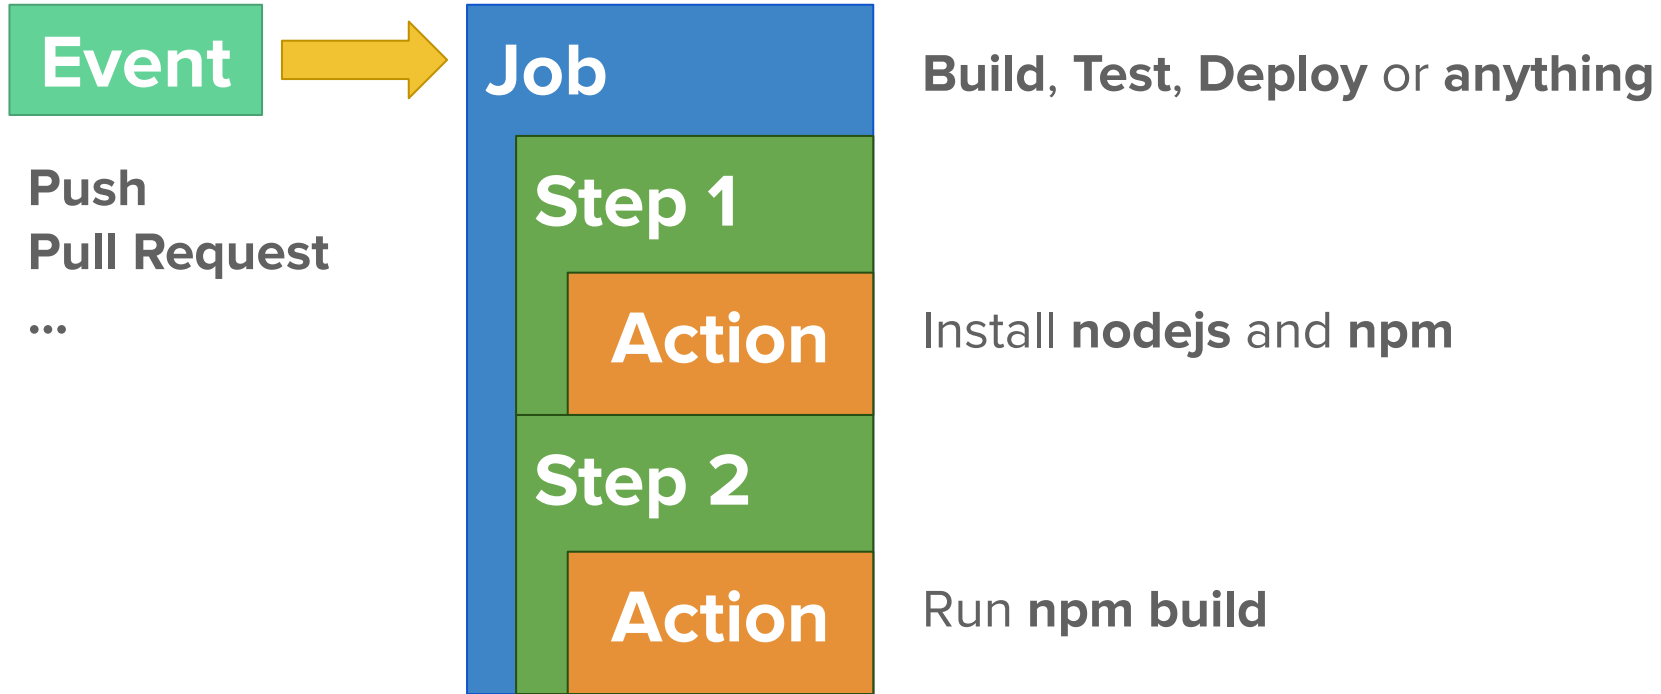 Event
Push
Pull Request
...
Job
Build, Test, Deploy or anything
Step 1
Action
Install nodejs and npm
Step 2
Action
Run npm build